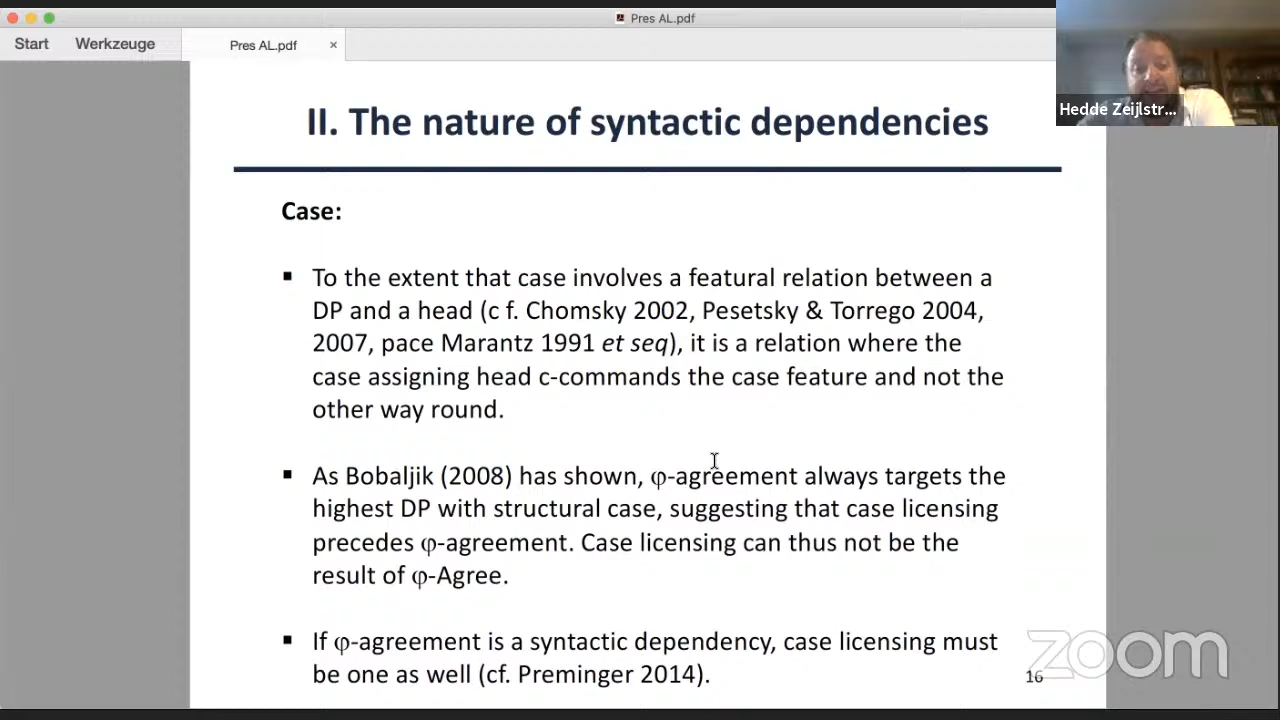 Pres AL.pdf
Start Werkzeuge Pres AL.pdf ×
Hedde Zeijlstr...
II. The nature of syntactic dependencies
Case:
▪ To the extent that case involves a featural relation between a
DP and a head (c f. Chomsky 2002, Pesetsky & Torrego 2004,
2007, pace Marantz 1991 et seq), it is a relation where the
case assigning head c-commands the case feature and not the
other way round.
▪ As Bobaljik (2008) has shown, φ-agreement always targets the
highest DP with structural case, suggesting that case licensing
precedes φ-agreement. Case licensing can thus not be the
result of φ-Agree.
▪ If φ-agreement is a syntactic dependency, case licensing must
be one as well (cf. Preminger 2014).
16
zoom